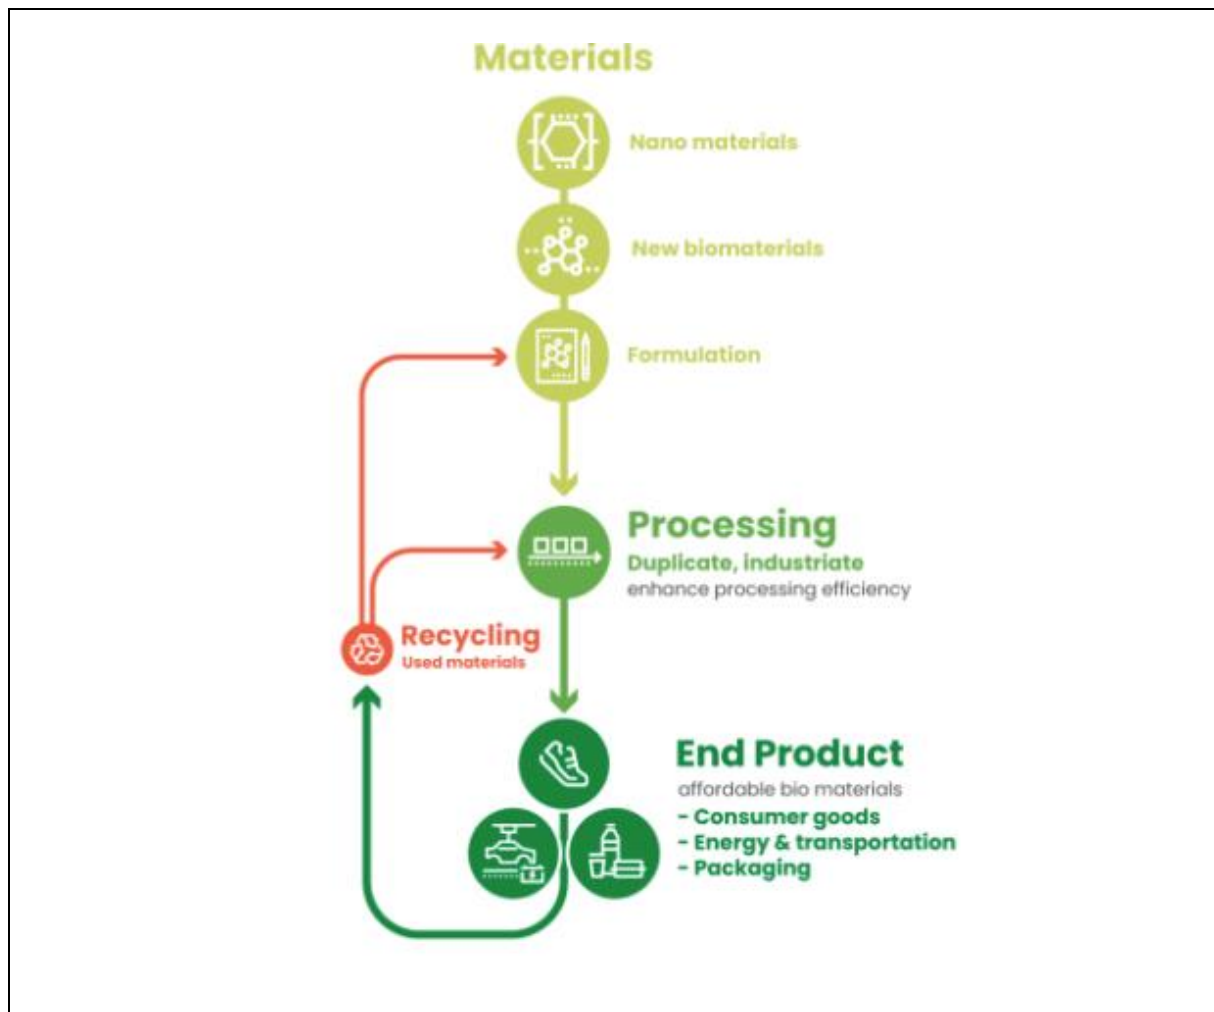 Materials
Nano materials
New biomaterials
Formulation
Processing
Duplicate, industriate
enhance processing efficiency
Recycling
Used materials
End Product
affordable bio materials
- Consumer goods
- Energy & transportation
- Packaging